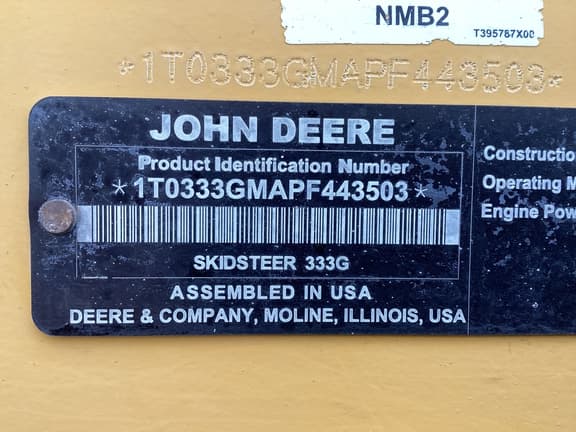 NMB2
T395787X00
*1T0333GMAPF443503*
JOHN DEERE
Product Identification Number
*1T0333GMAPF443503*
SKIDSTEER 333G
ASSEMBLED IN USA
DEERE & COMPANY, MOLINE, ILLINOIS, USA
Constructio
Operating M
Engine Pow